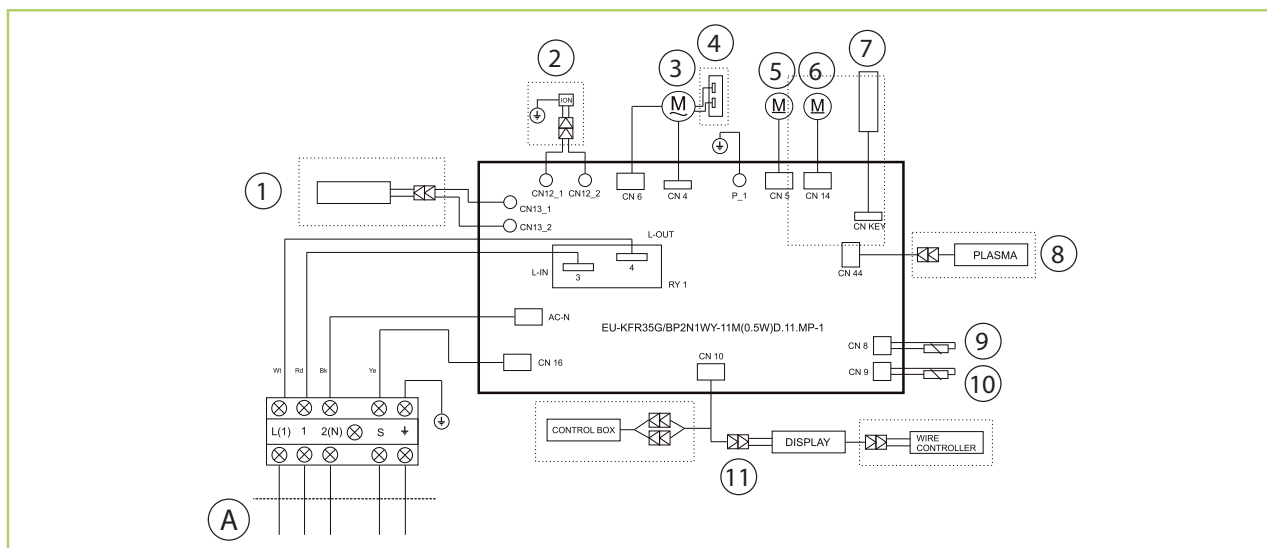 1
2
3
4
5
6
7
8
9
10
11
A
ION
M
M
M
CN12_1
CN12_2
CN 6
CN 4
P_1
CN 5
CN 14
CN KEY
CN13_1
CN13_2
L-OUT
L-IN
3
4
RY 1
CN 44
PLASMA
AC-N
EU-KFR35G/BP2N1WY-11M(0.5W)D.11.MP-1
CN 16
CN 10
CN 8
CN 9
Wt
Rd
Bk
Ye
L(1)
1
2(N)
S
CONTROL BOX
DISPLAY
WIRE
CONTROLLER